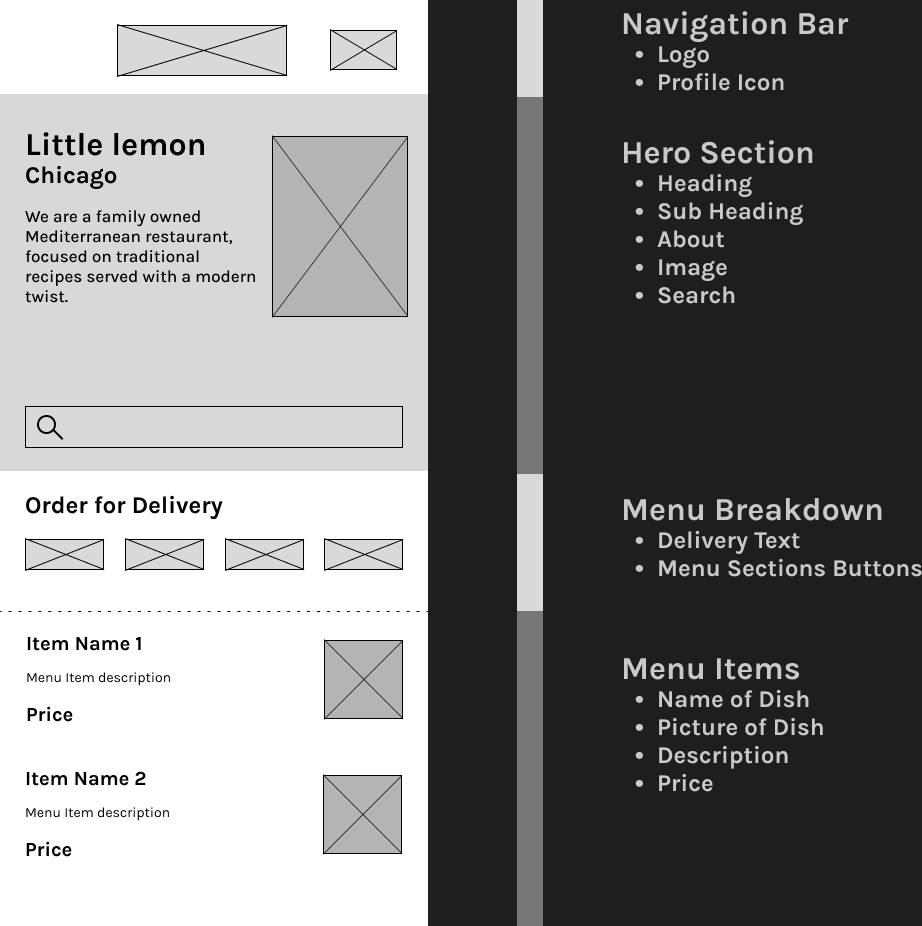 Little lemon
Chicago
We are a family owned
Mediterranean restaurant,
focused on traditional
recipes served with a modern
twist.
Order for Delivery
Item Name 1
Menu Item description
Price
Item Name 2
Menu Item description
Price
Navigation Bar
• Logo
• Profile Icon
Hero Section
• Heading
• Sub Heading
• About
• Image
• Search
Menu Breakdown
• Delivery Text
• Menu Sections Buttons
Menu Items
• Name of Dish
• Picture of Dish
• Description
• Price